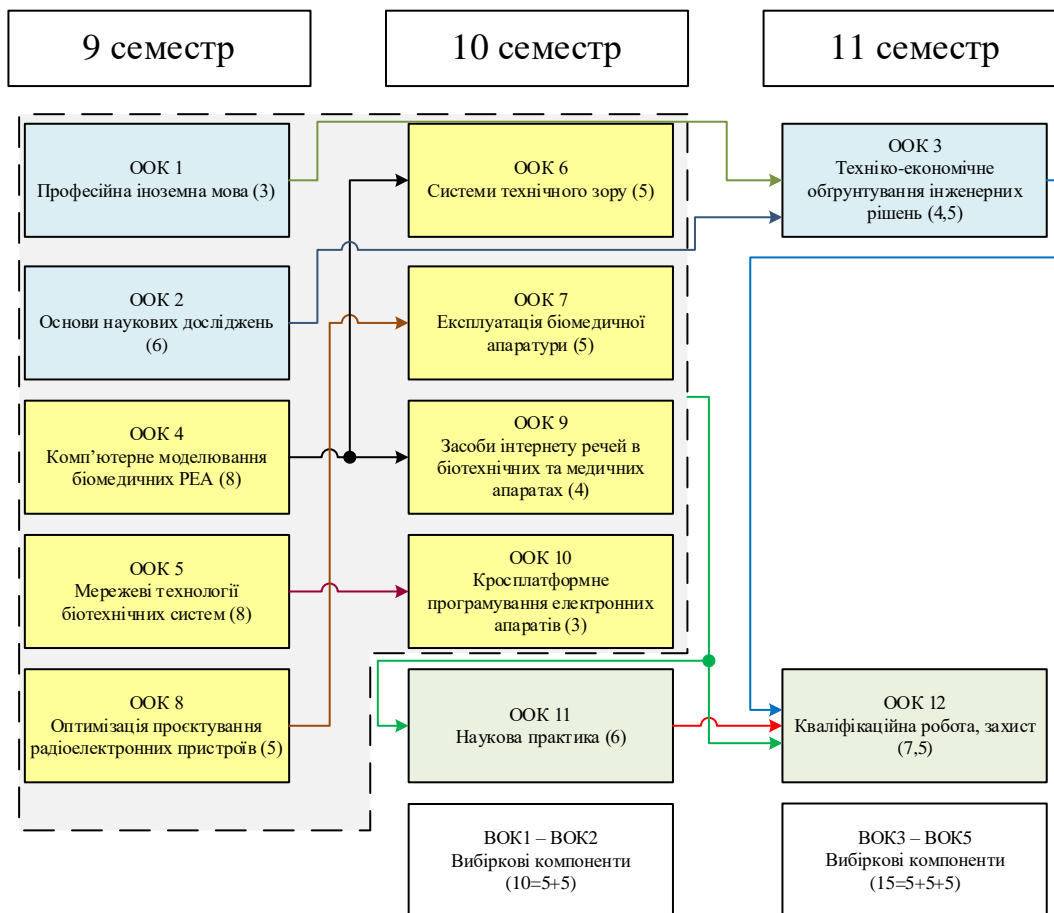 9 семестр
10 семестр
11 семестр
ООК 1
Професійна іноземна мова (3)
ООК 6
Системи технічного зору (5)
ООК 3
Техніко-економічне
обґрунтування інженерних
рішень (4,5)
ООК 2
Основи наукових досліджень
(6)
ООК 7
Експлуатація біомедичної
апаратури (5)
ООК 4
Комп’ютерне моделювання
біомедичних РЕА (8)
ООК 9
Засоби інтернету речей в
біотехнічних та медичних
апаратах (4)
ООК 5
Мережеві технології
біотехнічних систем (8)
ООК 10
Кросплатформне
програмування електронних
апаратів (3)
ООК 8
Оптимізація проєктування
радіоелектронних пристроїв (5)
ООК 11
Наукова практика (6)
ООК 12
Кваліфікаційна робота, захист
(7,5)
ВОК1 – ВОК2
Вибіркові компоненти
(10=5+5)
ВОК3 – ВОК5
Вибіркові компоненти
(15=5+5+5)